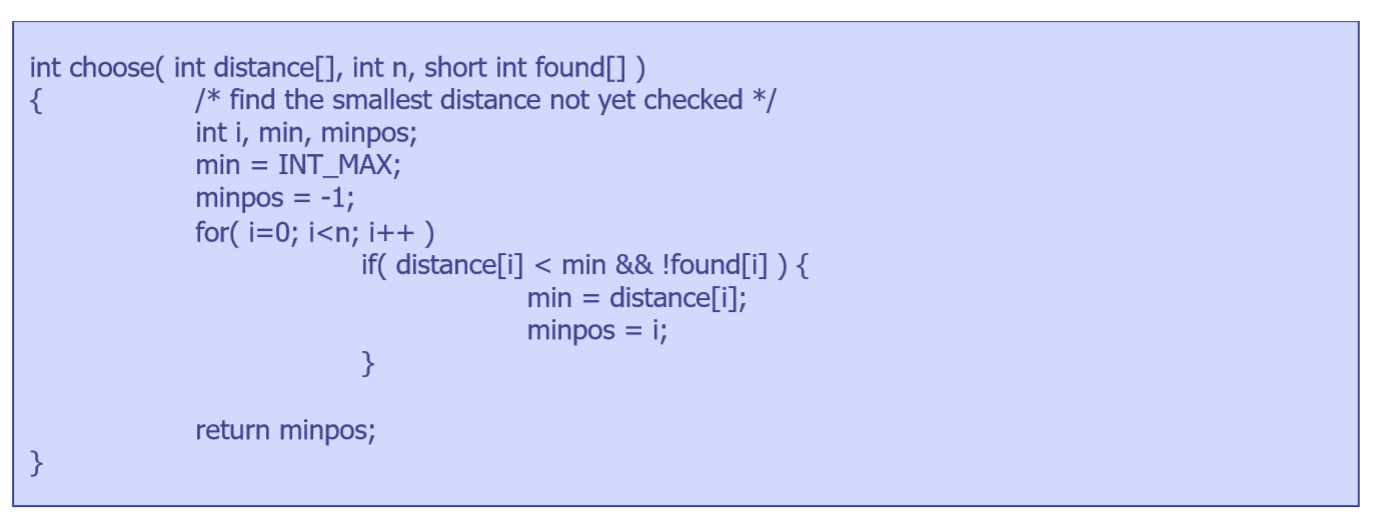 int choose( int distance[], int n, short int found[] )
{ /* find the smallest distance not yet checked */
int i, min, minpos;
min = INT_MAX;
minpos = -1;
for( i=0; i<n; i++ )
if( distance[i] < min && !found[i] ) {
min = distance[i];
minpos = i;
}
return minpos;
}